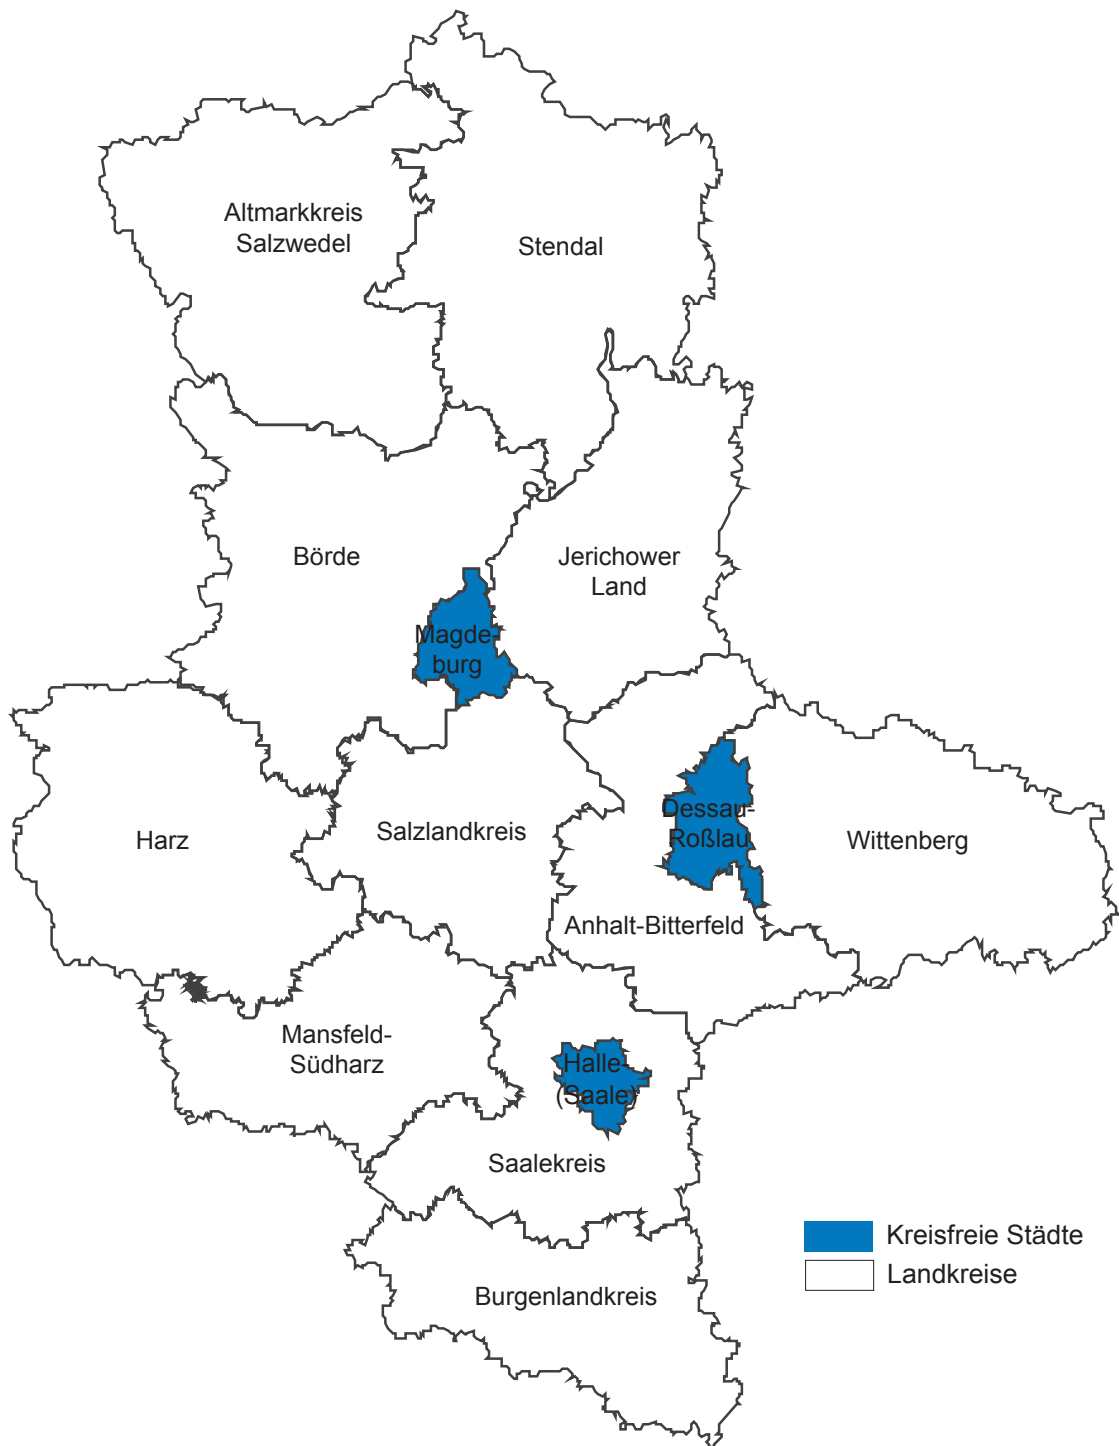 Altmarkkreis
Salzwedel
Stendal
Börde
Jerichower
Land
Magde-
burg
Harz
Salzlandkreis
Dessau-
Roßlau
Wittenberg
Anhalt-Bitterfeld
Mansfeld-
Südharz
Halle-
(Saale)
Saalekreis
Burgenlandkreis
Kreisfreie Städte
Landkreise